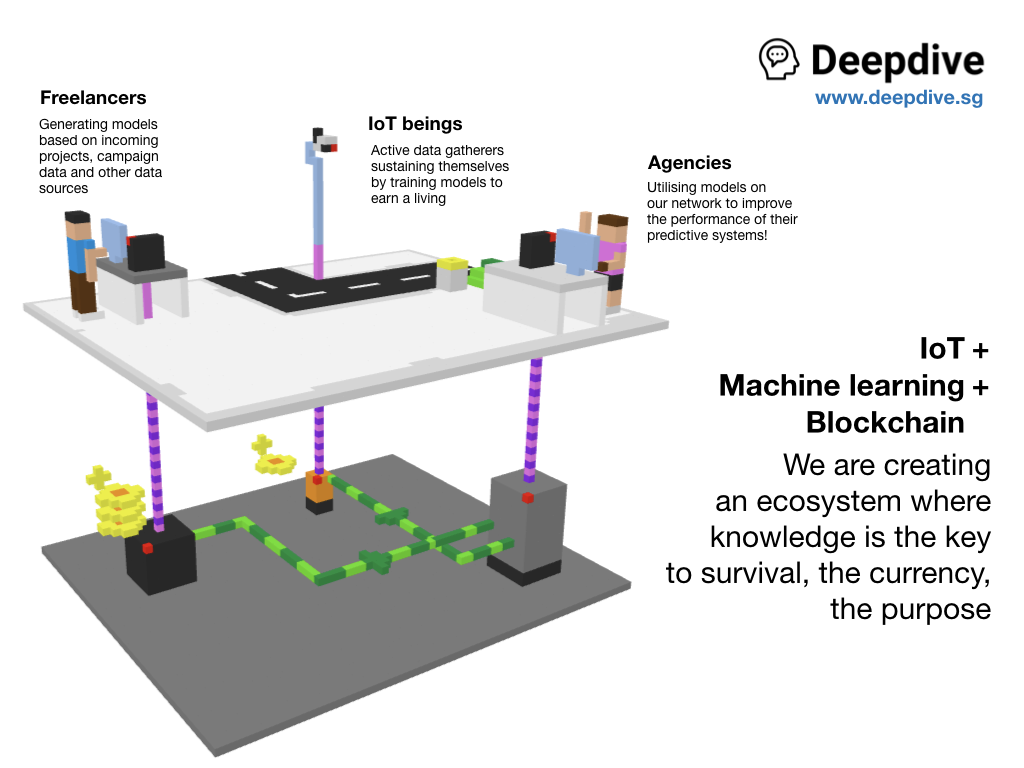 Deepdive
www.deepdive.sg
Freelancers
Generating models
based on incoming
projects, campaign
data and other data
sources
IoT beings
Active data gatherers
sustaining themselves
by training models to
earn a living
Agencies
Utilising models on
our network to improve
the performance of their
predictive systems!
IoT +
Machine learning +
Blockchain
We are creating
an ecosystem where
knowledge is the key
to survival, the currency,
the purpose